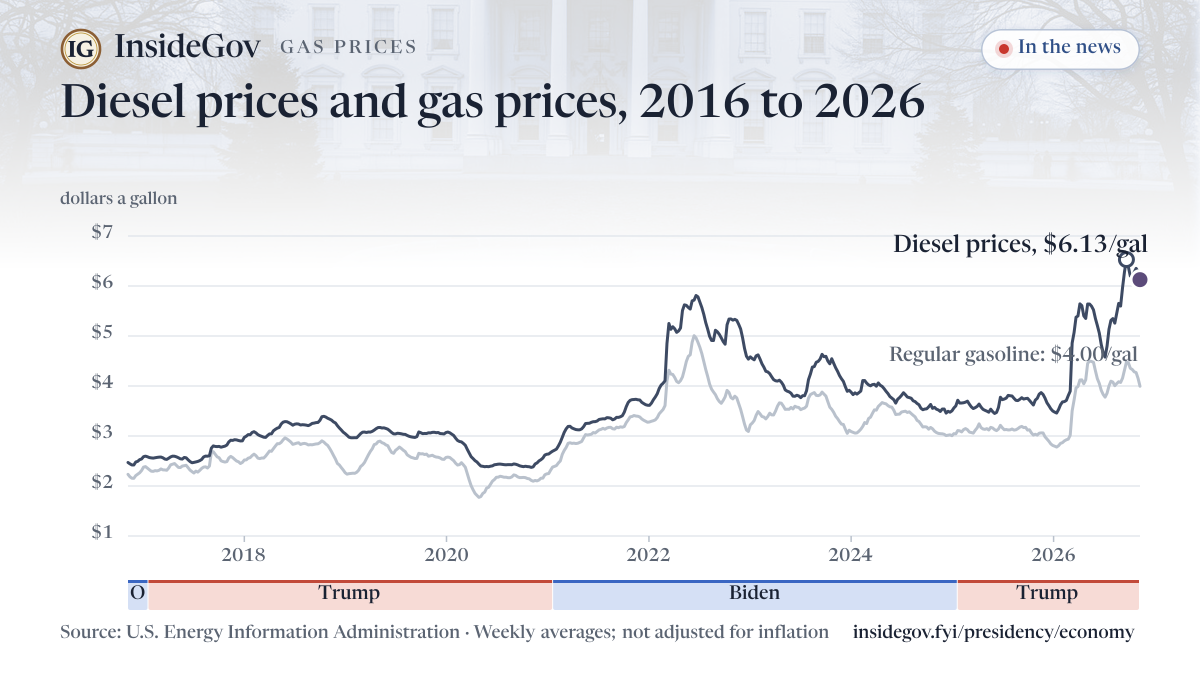 IG InsideGov GAS PRICES
In the news
Diesel prices and gas prices, 2016 to 2026
dollars a gallon
$7
Diesel prices, $6.13/gal
$6
$5
Regular gasoline: $4.00/gal
$4
$3
$2
$1
2018 2020 2022 2024 2026
O Trump Biden Trump
Source: U.S. Energy Information Administration · Weekly averages; not adjusted for inflation insidegov.fyi/presidency/economy